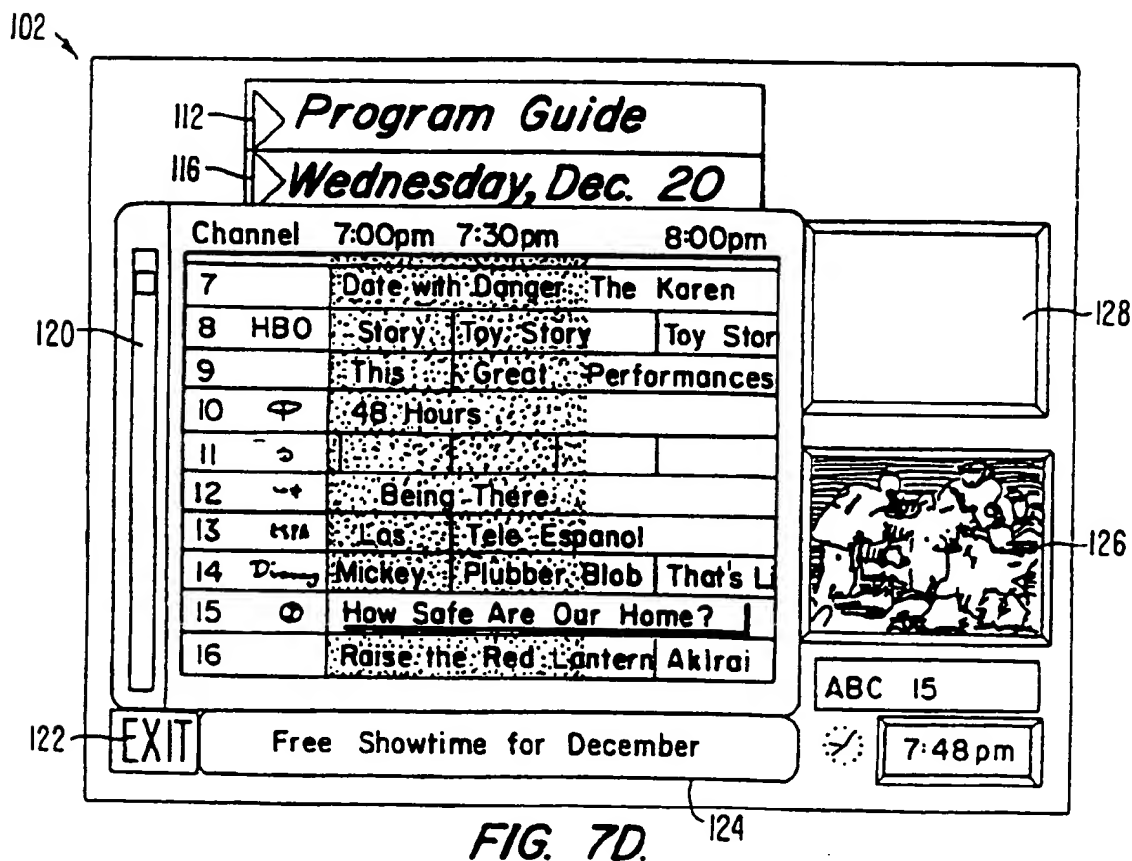 102
112
Program Guide
116
Wednesday, Dec. 20
Channel 7:00pm 7:30pm 8:00pm
7 Date with Danger The Karen
8 HBO Story Toy Story Toy Stor
9 This Great Performances
10 48 Hours
11
12 Being There
13 Las Tele Espanol
14 Disney Mickey Plubber Blob That's L
15 How Safe Are Our Home?
16 Raise the Red Lantern Akirai
120
128
126
ABC 15
122
EXIT
Free Showtime for December
7:48pm
124
FIG. 7D.